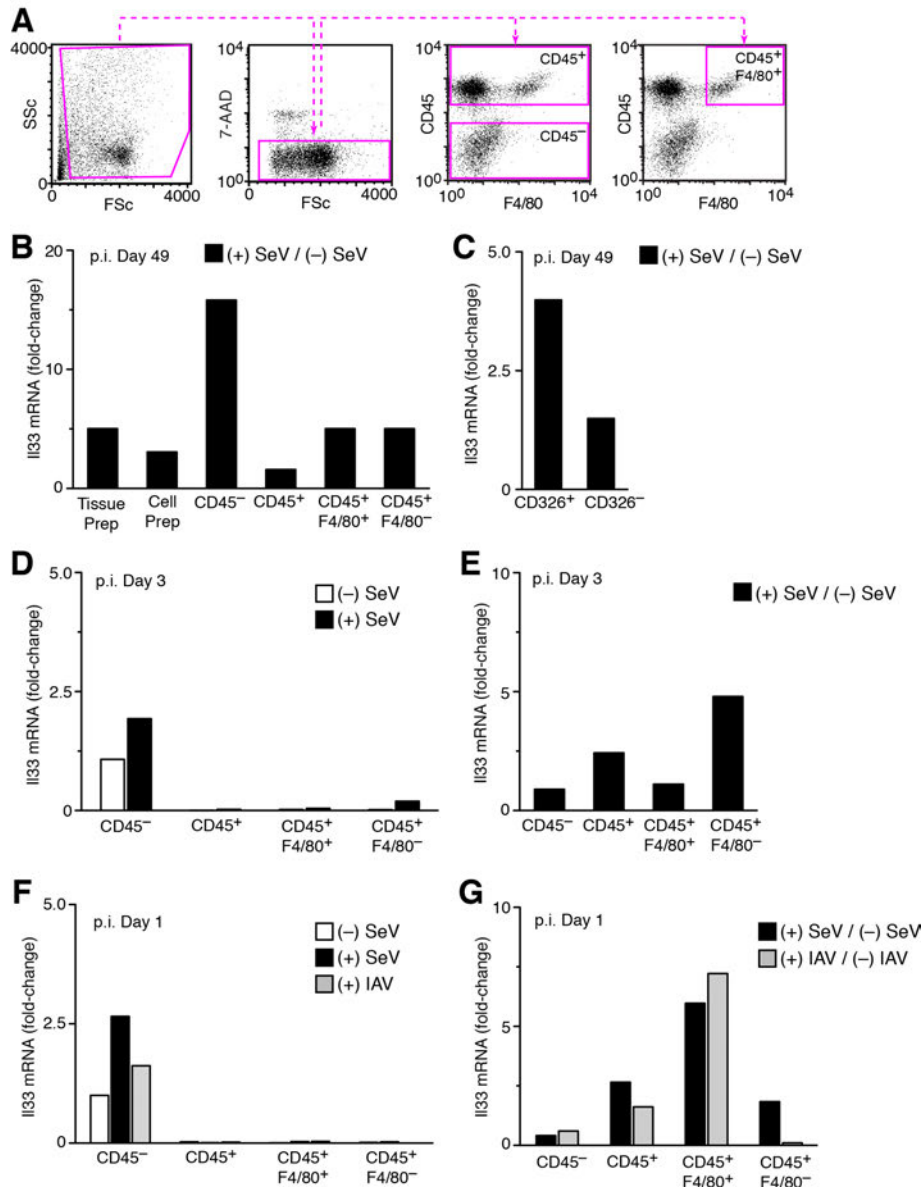 A
4000
SSc
0
0
FSc
4000
10⁴
7-AAD
10⁰
0
FSc
4000
10⁴
CD45
10⁰
CD45⁺
CD45⁻
10⁰
F4/80
10⁴
10⁴
CD45
10⁰
CD45⁺
F4/80⁺
10⁰
F4/80
10⁴
B
p.i. Day 49
(+) SeV / (–) SeV
Il33 mRNA (fold-change)
20
15
10
5
0
Tissue Prep
Cell Prep
CD45⁻
CD45⁺
CD45⁺ F4/80⁺
CD45⁺ F4/80⁻
C
p.i. Day 49
(+) SeV / (–) SeV
Il33 mRNA (fold-change)
5.0
2.5
0
CD326⁺
CD326⁻
D
p.i. Day 3
(–) SeV
(+) SeV
Il33 mRNA (fold-change)
5.0
2.5
0
CD45⁻
CD45⁺
CD45⁺ F4/80⁺
CD45⁺ F4/80⁻
E
p.i. Day 3
(+) SeV / (–) SeV
Il33 mRNA (fold-change)
10
5
0
CD45⁻
CD45⁺
CD45⁺ F4/80⁺
CD45⁺ F4/80⁻
F
p.i. Day 1
(–) SeV
(+) SeV
(+) IAV
Il33 mRNA (fold-change)
5.0
2.5
0
CD45⁻
CD45⁺
CD45⁺ F4/80⁺
CD45⁺ F4/80⁻
G
p.i. Day 1
(+) SeV / (–) SeV
(+) IAV / (–) IAV
Il33 mRNA (fold-change)
10
5
0
CD45⁻
CD45⁺
CD45⁺ F4/80⁺
CD45⁺ F4/80⁻